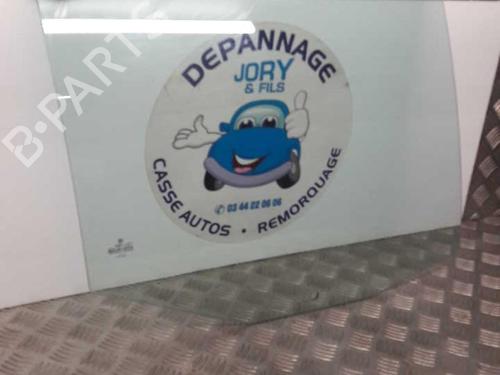 B-PARTS
DEPANNAGE
JORY
& FILS
03 44 22 06 06
CASSE AUTOS • REMORQUAGE